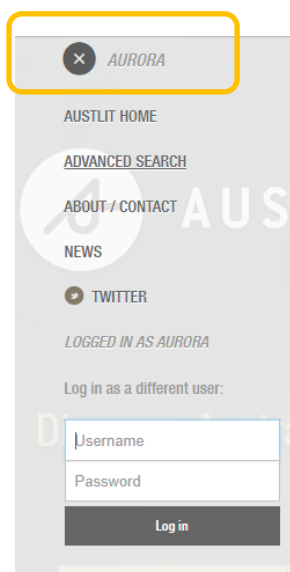 AURORA
AUSTLIT HOME
ADVANCED SEARCH
AUS
ABOUT / CONTACT
NEWS
TWITTER
LOGGED IN AS AURORA
Log in as a different user:
Username
Password
Log in